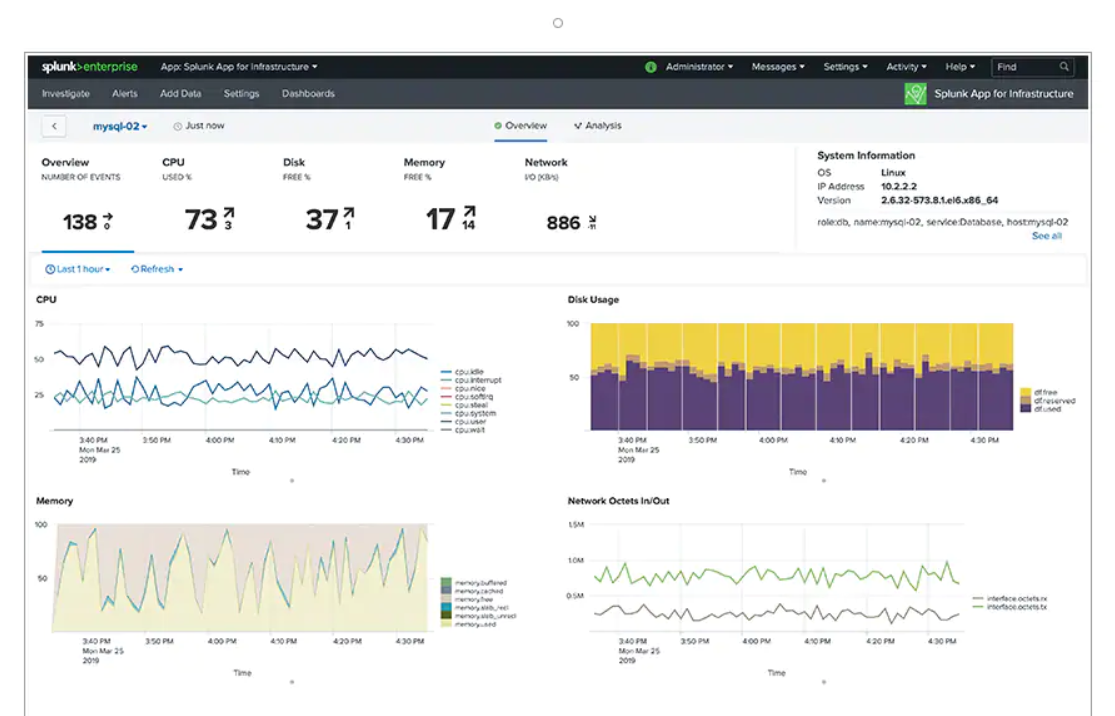 splunk>enterprise App: Splunk App for Infrastructure Administrator Messages Settings Activity Help Find
Investigate Alerts Add Data Settings Dashboards Splunk App for Infrastructure
mysql-02 Just now Overview Analysis
Overview CPU Disk Memory Network
NUMBER OF EVENTS USED % FREE % FREE % I/O (KB/s)
138 0 73 3 37 1 17 14 886 -11
System Information
OS Linux
IP Address 10.2.2.2
Version 2.6.32-573.8.1.el6.x86_64
role:db, name:mysql-02, service:Database, host:mysql-02
See all
Last 1 hour Refresh
CPU
75
50
25
cpu.idle
cpu.interrupt
cpu.nice
cpu.softirq
cpu.steal
cpu.system
cpu.user
cpu.wait
3:40 PM 3:50 PM 4:00 PM 4:10 PM 4:20 PM 4:30 PM
Mon Mar 25
2019
Time
Disk Usage
100
50
df.free
df.reserved
df.used
3:40 PM 3:50 PM 4:00 PM 4:10 PM 4:20 PM 4:30 PM
Mon Mar 25
2019
Time
Memory
100
50
memory.buffered
memory.cached
memory.free
memory.slab_recl
memory.slab_unrecl
memory.used
3:40 PM 3:50 PM 4:00 PM 4:10 PM 4:20 PM 4:30 PM
Mon Mar 25
2019
Time
Network Octets In/Out
1.5M
1.0M
0.5M
interface.octets.rx
interface.octets.tx
3:40 PM 3:50 PM 4:00 PM 4:10 PM 4:20 PM 4:30 PM
Mon Mar 25
2019
Time